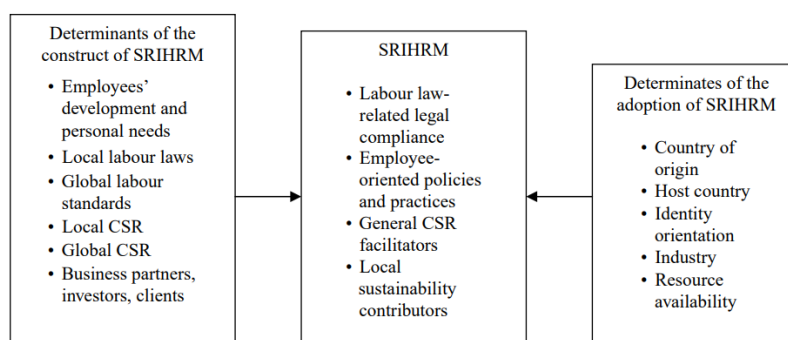 Determinants of the
construct of SRIHRM
• Employees’
development and
personal needs
• Local labour laws
• Global labour
standards
• Local CSR
• Global CSR
• Business partners,
investors, clients
SRIHRM
• Labour law-
related legal
compliance
• Employee-
oriented policies
and practices
• General CSR
facilitators
• Local
sustainability
contributors
Determinates of the
adoption of SRIHRM
• Country of
origin
• Host country
• Identity
orientation
• Industry
• Resource
availability